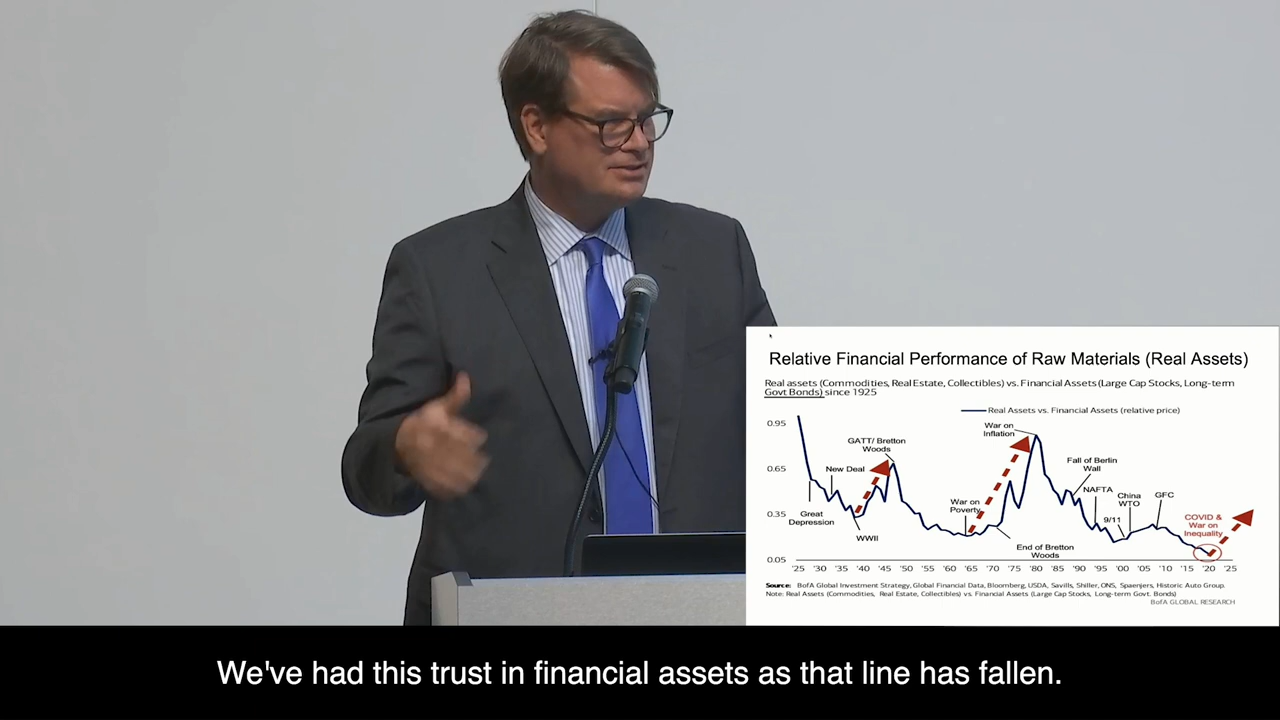 Relative Financial Performance of Raw Materials (Real Assets)
Real assets (Commodities, Real Estate, Collectibles) vs. Financial Assets (Large Cap Stocks, Long-term
Govt Bonds) since 1925
Real Assets vs. Financial Assets (relative price)
0.95
0.65
0.35
0.05
Great
Depression
New Deal
WWII
GATT/ Bretton
Woods
War on
Poverty
End of Bretton
Woods
War on
Inflation
Fall of Berlin
Wall
NAFTA
9/11
China
WTO
GFC
COVID &
War on
Inequality
'25 '30 '35 '40 '45 '50 '55 '60 '65 '70 '75 '80 '85 '90 '95 '00 '05 '10 '15 '20 '25
Source: BofA Global Investment Strategy, Global Financial Data, Bloomberg, USDA, Savills, Shiller, ONS, Spaenjers, Historic Auto Group.
Note: Real Assets (Commodities, Real Estate, Collectibles) vs. Financial Assets (Large Cap Stocks, Long-term Govt. Bonds)
BofA GLOBAL RESEARCH
We've had this trust in financial assets as that line has fallen.